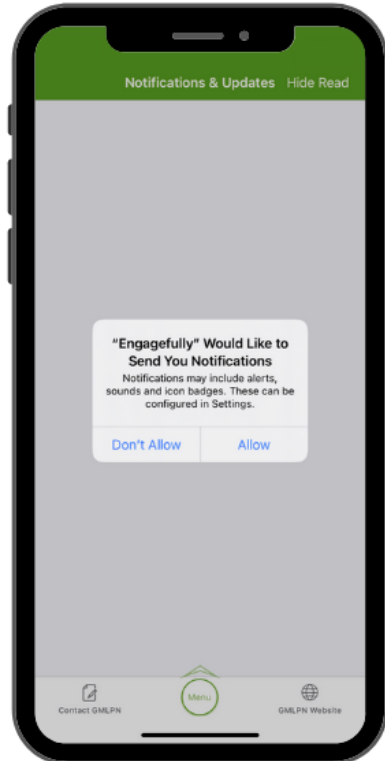 Notifications & Updates Hide Read
"Engagefully" Would Like to
Send You Notifications
Notifications may include alerts,
sounds and icon badges. These can be
configured in Settings.
Don't Allow Allow
Contact GMLPN Menu GMLPN Website